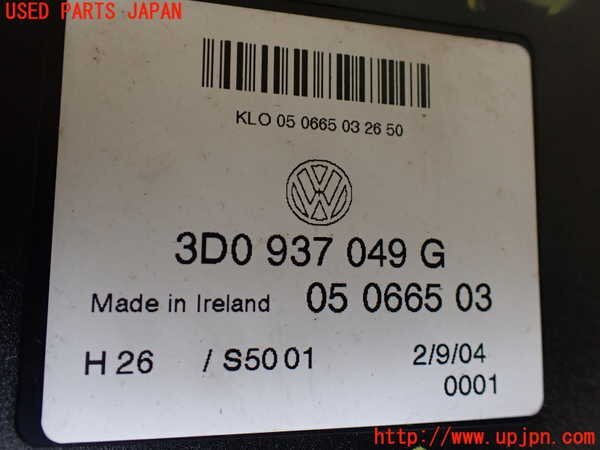 USED PARTS JAPAN
KLO 05 0665 03 26 50
3D0 937 049 G
Made in Ireland 05 0665 03
H 26 / S50 01 2/9/04
0001
http://www.upjpn.com/